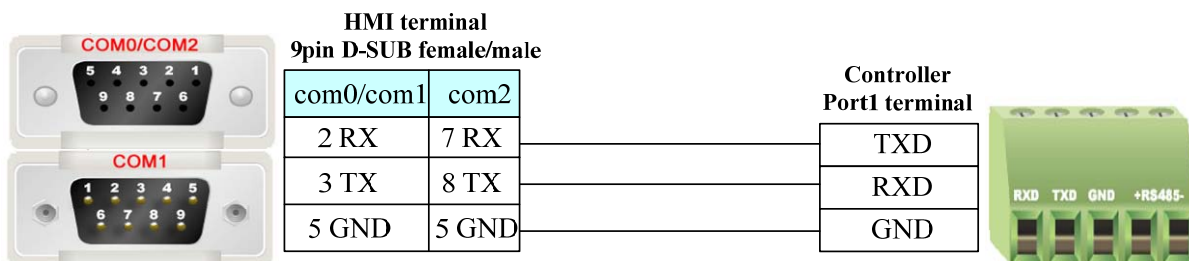 COM0/COM2
5 4 3 2 1
9 8 7 6
COM1
1 2 3 4 5
6 7 8 9
HMI terminal
9pin D-SUB female/male
com0/com1 com2
2 RX 7 RX
3 TX 8 TX
5 GND 5 GND
Controller
Port1 terminal
TXD
RXD
GND
RXD TXD GND +RS485-